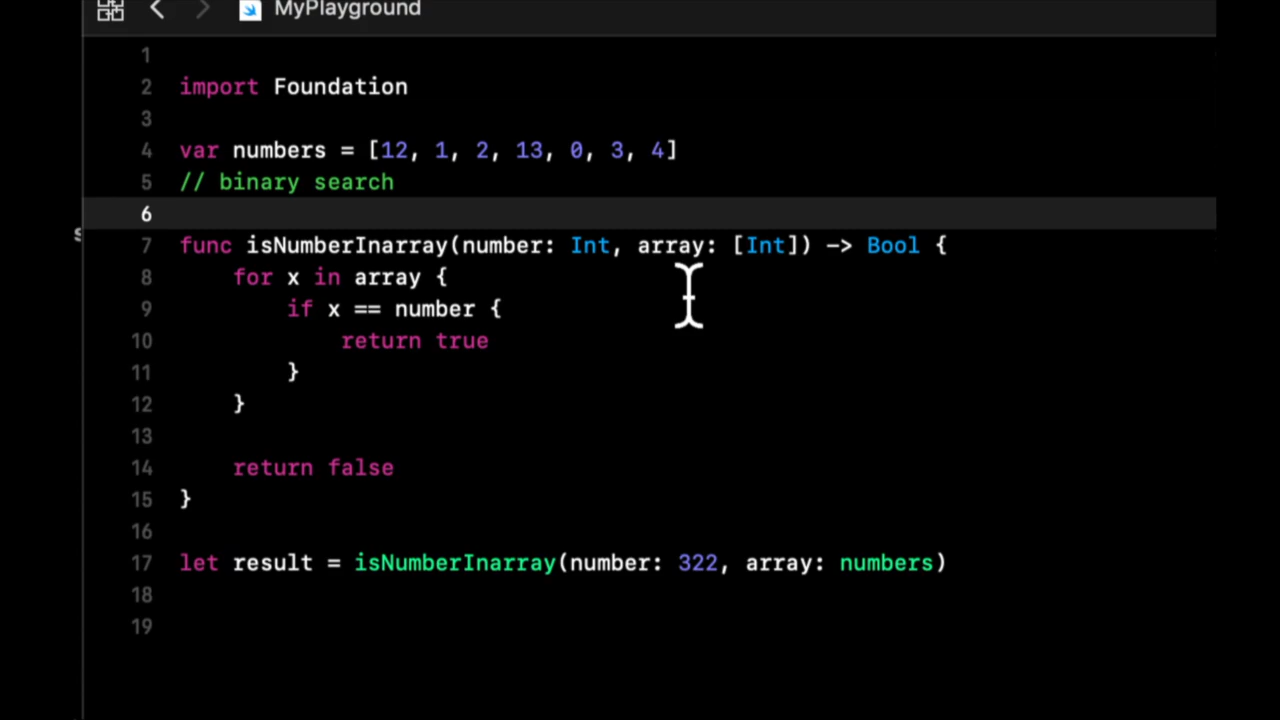 MyPlayground
1
2 import Foundation
3
4 var numbers = [12, 1, 2, 13, 0, 3, 4]
5 // binary search
6
s
7 func isNumberInarray(number: Int, array: [Int]) -> Bool {
8 for x in array {
9 if x == number {
10 return true
11 }
12 }
13
14 return false
15 }
16
17 let result = isNumberInarray(number: 322, array: numbers)
18
19